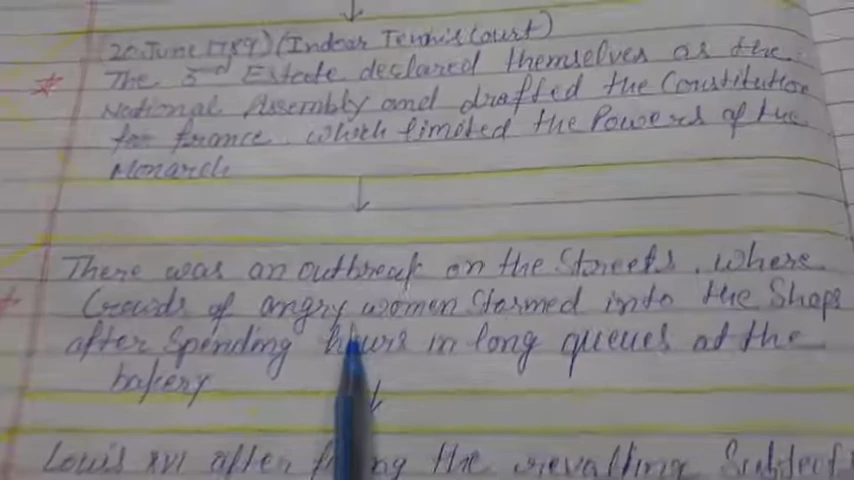 20 June 1789) (Indoor Tennis Court)
The 3rd Estate declared themselves as the
National Assembly and drafted the Constitution
for france. which limited the Powers of the
Monarch
There was an outbreak on the Streets. where
Crowds of angry women Stormed into the Shops
after Spending hours in long queues at the
bakery
Louis XVI after the revolting Subject